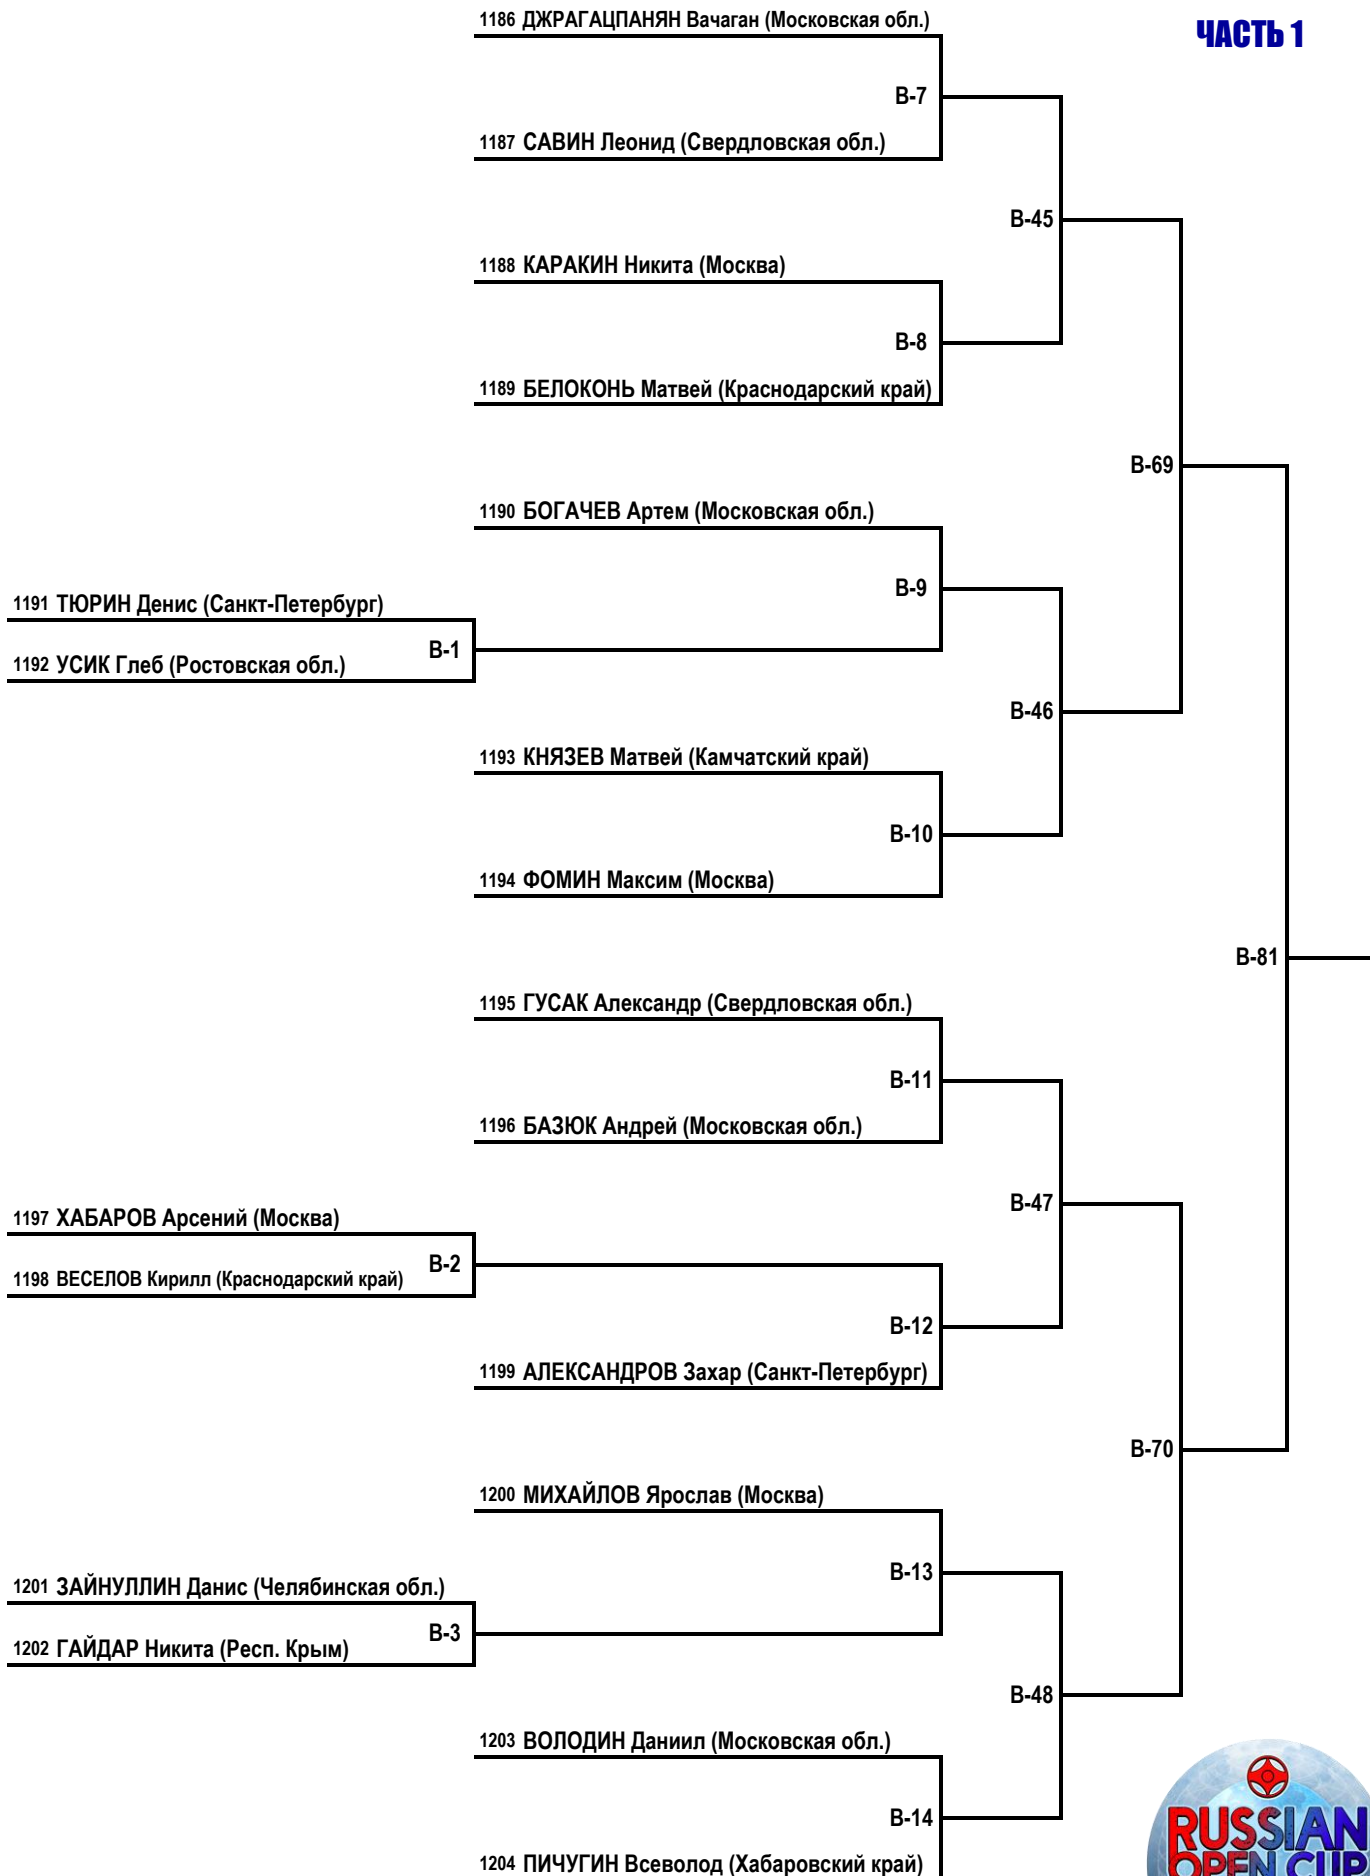 1186 ДЖРАГАЦПАНЯН Вачаган (Московская обл.)
ЧАСТЬ 1
В-7
1187 САВИН Леонид (Свердловская обл.)
В-45
1188 КАРАКИН Никита (Москва)
В-8
1189 БЕЛОКОНЬ Матвей (Краснодарский край)
В-69
1190 БОГАЧЕВ Артем (Московская обл.)
В-9
1191 ТЮРИН Денис (Санкт-Петербург)
В-1
1192 УСИК Глеб (Ростовская обл.)
В-46
1193 КНЯЗЕВ Матвей (Камчатский край)
В-10
1194 ФОМИН Максим (Москва)
В-81
1195 ГУСАК Александр (Свердловская обл.)
В-11
1196 БАЗЮК Андрей (Московская обл.)
В-47
1197 ХАБАРОВ Арсений (Москва)
В-2
1198 ВЕСЕЛОВ Кирилл (Краснодарский край)
В-12
1199 АЛЕКСАНДРОВ Захар (Санкт-Петербург)
В-70
1200 МИХАЙЛОВ Ярослав (Москва)
В-13
1201 ЗАЙНУЛЛИН Данис (Челябинская обл.)
В-3
1202 ГАЙДАР Никита (Респ. Крым)
В-48
1203 ВОЛОДИН Даниил (Московская обл.)
В-14
1204 ПИЧУГИН Всеволод (Хабаровский край)
RUSSIAN
OPEN CUP